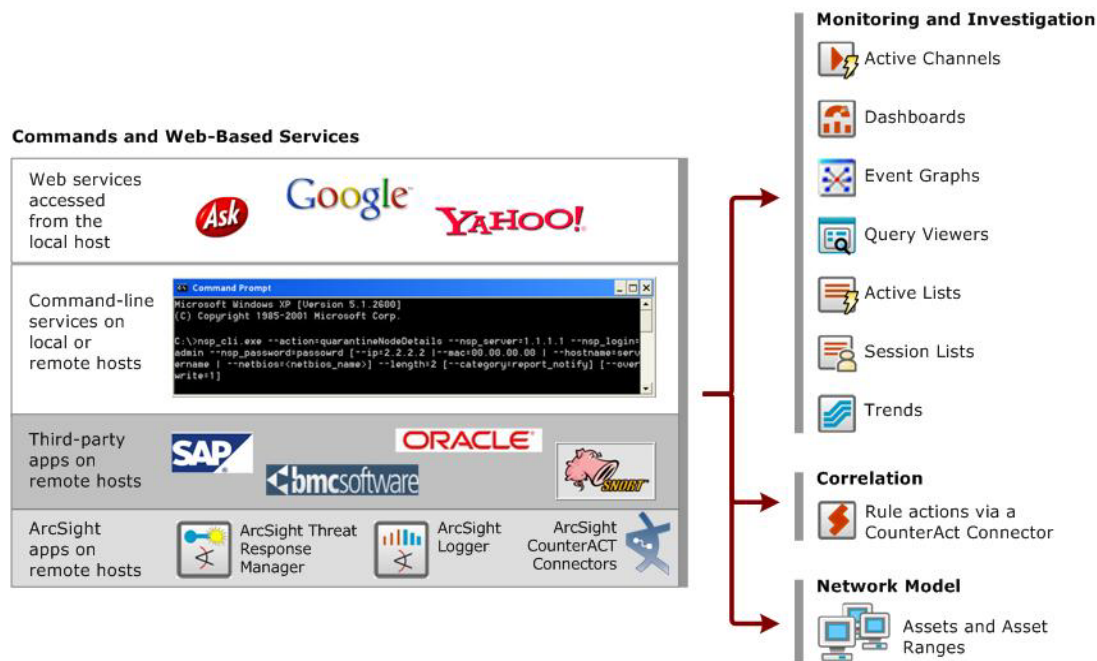 Commands and Web-Based Services
Web services
accessed
from the
local host
Ask
Google
YAHOO!
Command-line
services on
local or
remote hosts
Command Prompt
Microsoft Windows XP [Version 5.1.2600]
(C) Copyright 1985-2001 Microsoft Corp.
C:\>nsp_cli.exe --action=quarantineNodeDetails --nsp_server=1.1.1.1 --nsp_login=
admin --nsp_password=passowrd [--ip=2.2.2.2 |--mac=00.00.00.00 | --hostname=serv
ername | --netbios=<netbios_name>] --length=2 [--category=report_notify] [--over
write=1]
Third-party
apps on
remote hosts
SAP
bmcsoftware
ORACLE
SNORT
ArcSight
apps on
remote hosts
ArcSight Threat
Response
Manager
ArcSight
Logger
ArcSight
CounterACT
Connectors
Monitoring and Investigation
Active Channels
Dashboards
Event Graphs
Query Viewers
Active Lists
Session Lists
Trends
Correlation
Rule actions via a
CounterAct Connector
Network Model
Assets and Asset
Ranges